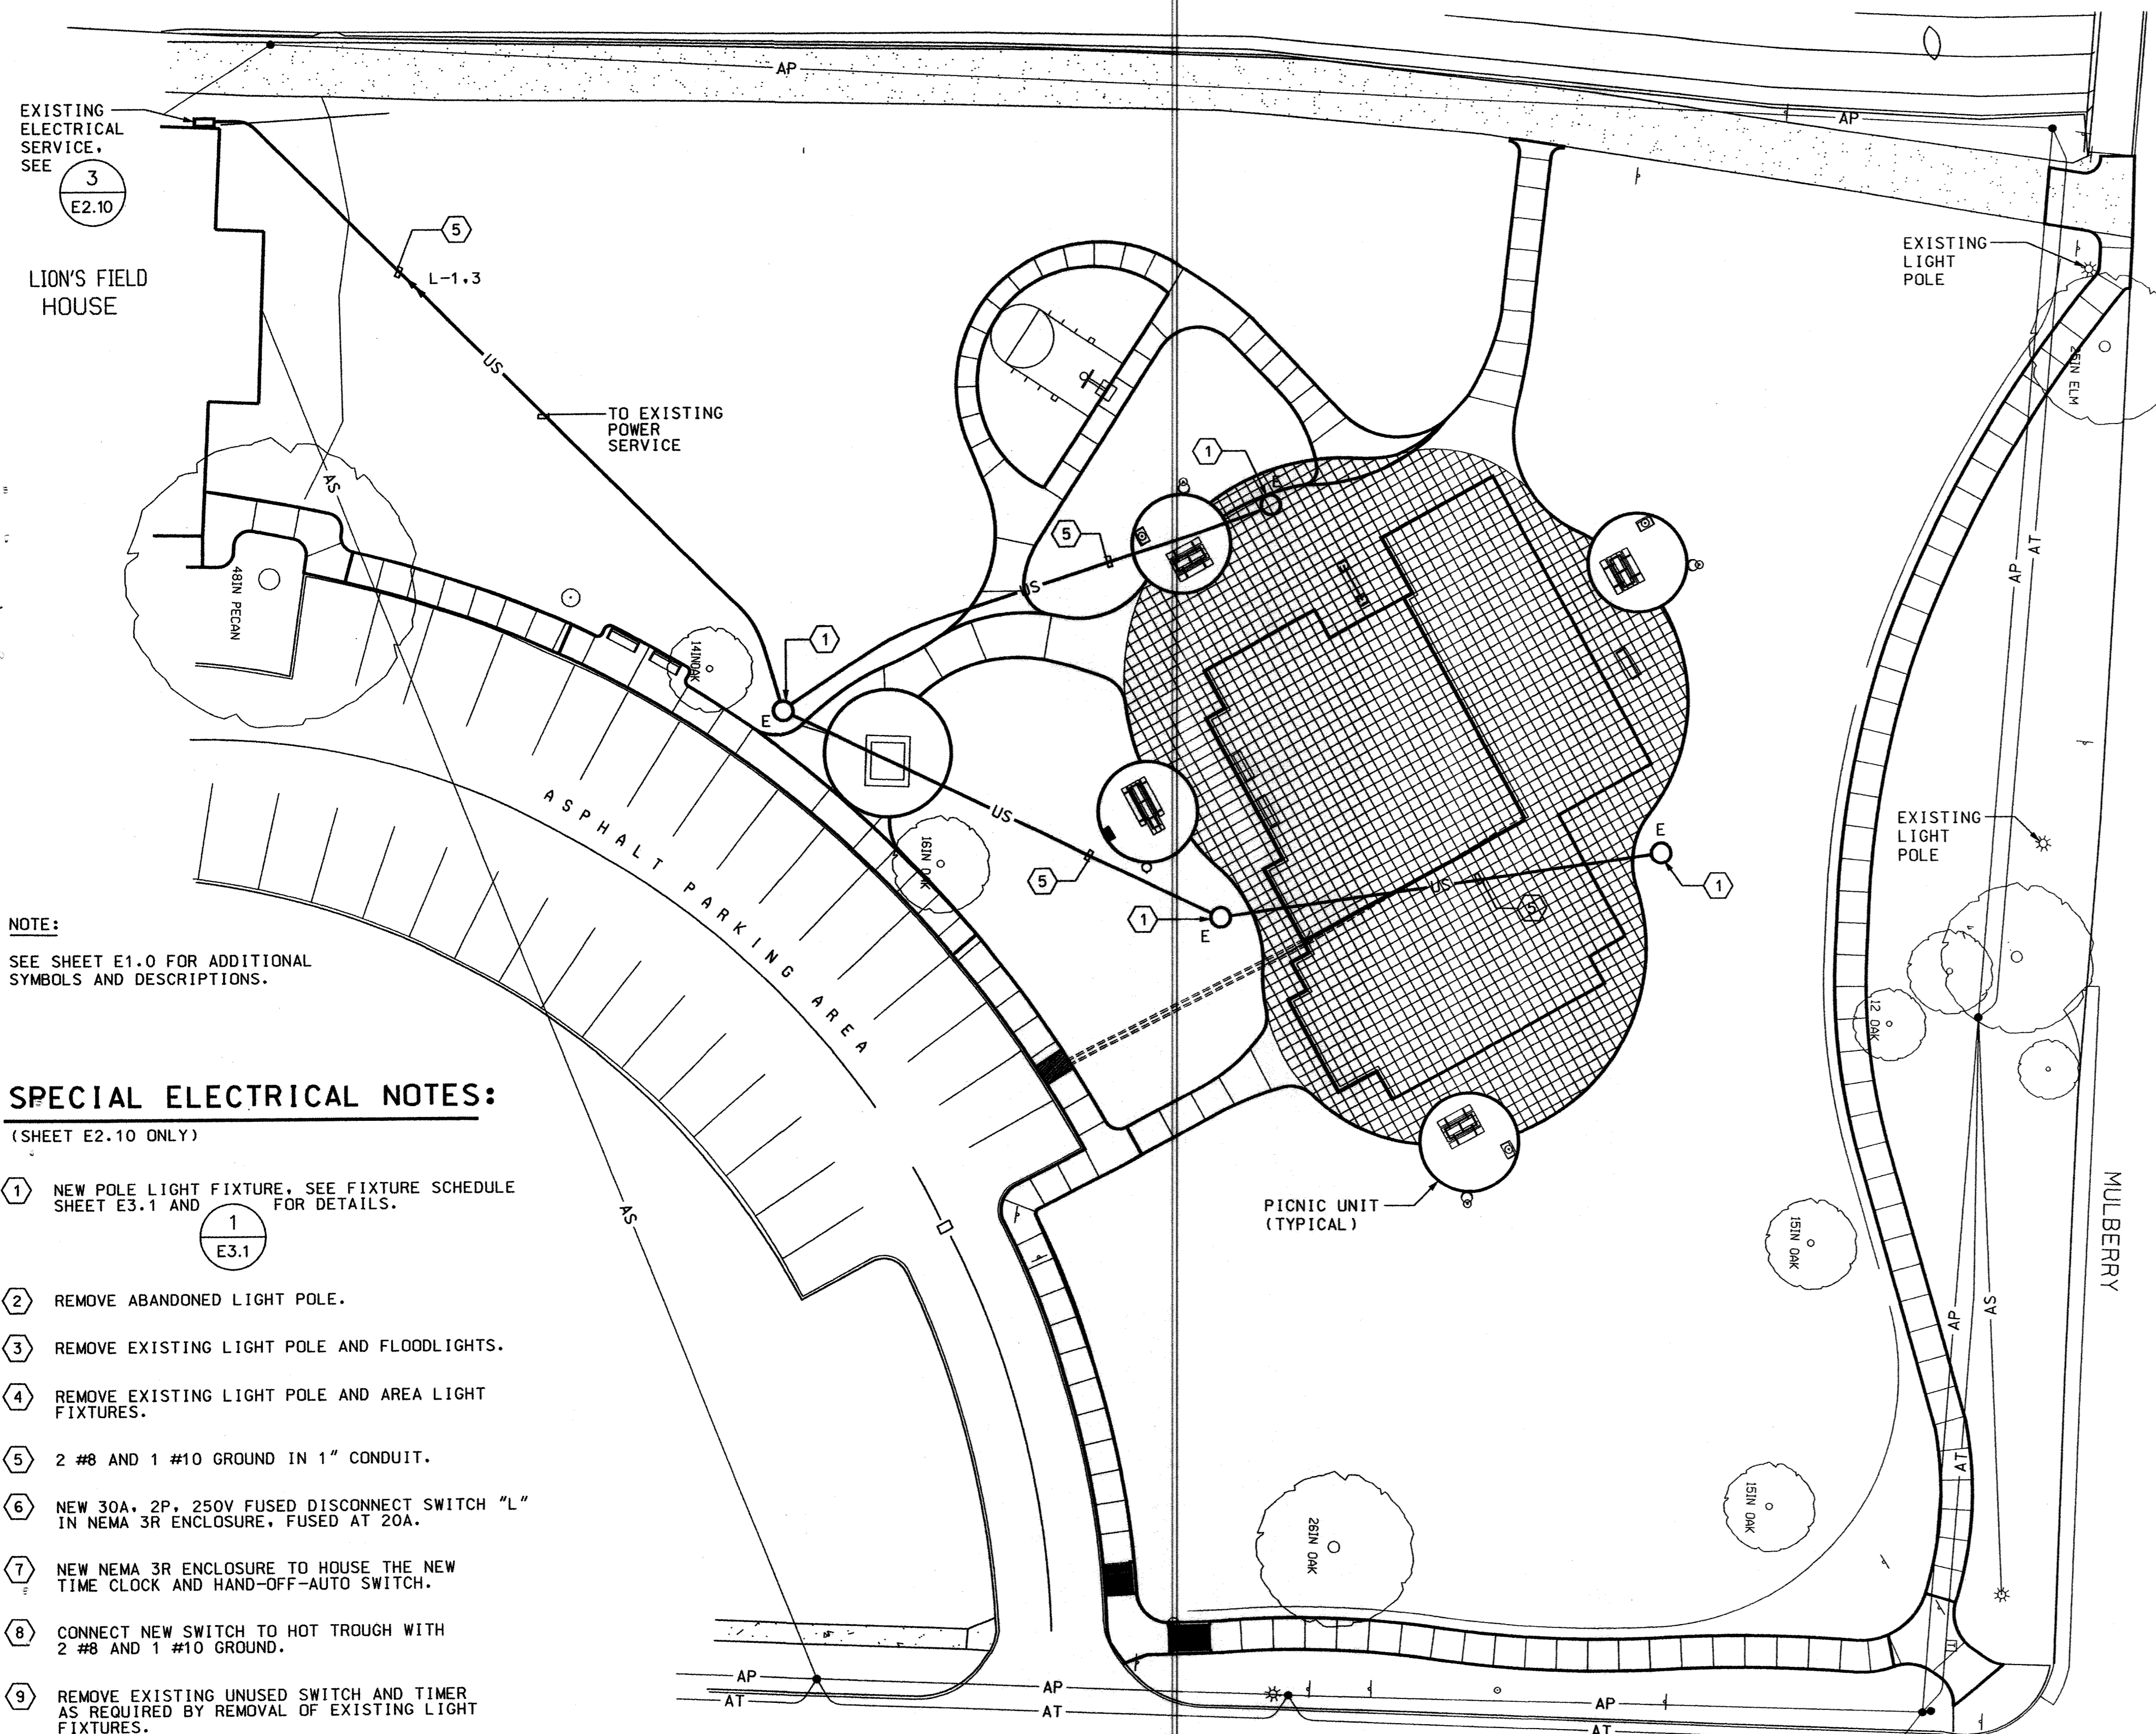 AP
AP
EXISTING
ELECTRICAL
SERVICE,
SEE
3
E2.10
LION'S FIELD
HOUSE
5
L-1,3
US
TO EXISTING
POWER
SERVICE
EXISTING
LIGHT
POLE
25IN ELM
1
E
5
US
AS
AP
AT
48IN PECAN
14IN OAK
1
E
ASPHALT PARKING AREA
US
16IN OAK
5
1
E
US
5
E
1
EXISTING
LIGHT
POLE
12 OAK
NOTE:
SEE SHEET E1.0 FOR ADDITIONAL
SYMBOLS AND DESCRIPTIONS.
SPECIAL ELECTRICAL NOTES:
(SHEET E2.10 ONLY)
1 NEW POLE LIGHT FIXTURE, SEE FIXTURE SCHEDULE
SHEET E3.1 AND FOR DETAILS.
1
E3.1
2 REMOVE ABANDONED LIGHT POLE.
3 REMOVE EXISTING LIGHT POLE AND FLOODLIGHTS.
4 REMOVE EXISTING LIGHT POLE AND AREA LIGHT
FIXTURES.
5 2 #8 AND 1 #10 GROUND IN 1" CONDUIT.
6 NEW 30A, 2P, 250V FUSED DISCONNECT SWITCH "L"
IN NEMA 3R ENCLOSURE, FUSED AT 20A.
7 NEW NEMA 3R ENCLOSURE TO HOUSE THE NEW
TIME CLOCK AND HAND-OFF-AUTO SWITCH.
8 CONNECT NEW SWITCH TO HOT TROUGH WITH
2 #8 AND 1 #10 GROUND.
9 REMOVE EXISTING UNUSED SWITCH AND TIMER
AS REQUIRED BY REMOVAL OF EXISTING LIGHT
FIXTURES.
AS
PICNIC UNIT
(TYPICAL)
MULBERRY
15IN OAK
AP
AS
AT
15IN OAK
26IN OAK
AP
AT
AP
AT
AP
AT